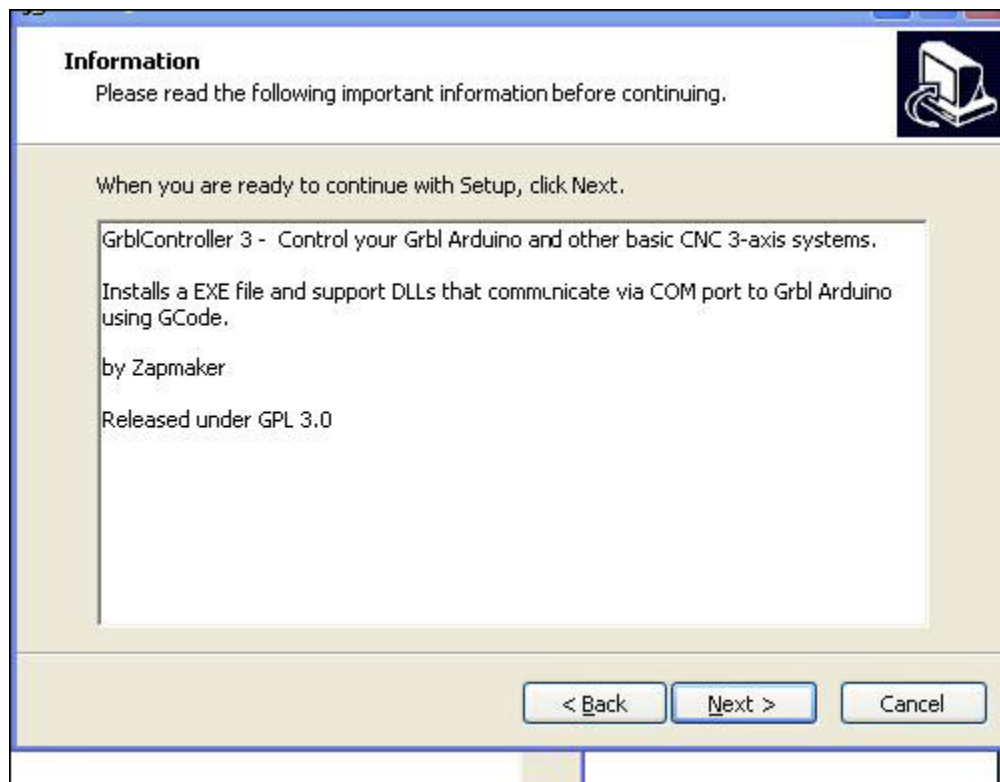 Information
Please read the following important information before continuing.
When you are ready to continue with Setup, click Next.
GrblController 3 - Control your Grbl Arduino and other basic CNC 3-axis systems.
Installs a EXE file and support DLLs that communicate via COM port to Grbl Arduino
using GCode.
by Zapmaker
Released under GPL 3.0
< Back Next > Cancel